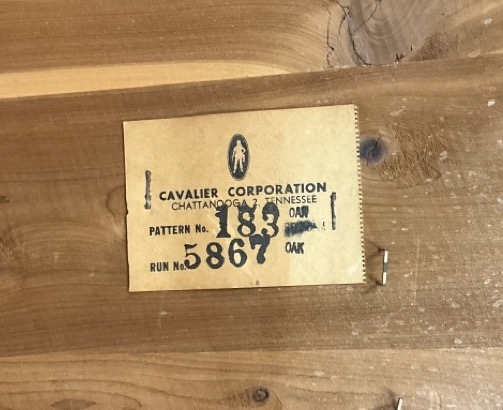 CAVALIER CORPORATION
CHATTANOOGA 2, TENNESSEE
PATTERN No. 183 OAK
RUN No. 5867 OAK